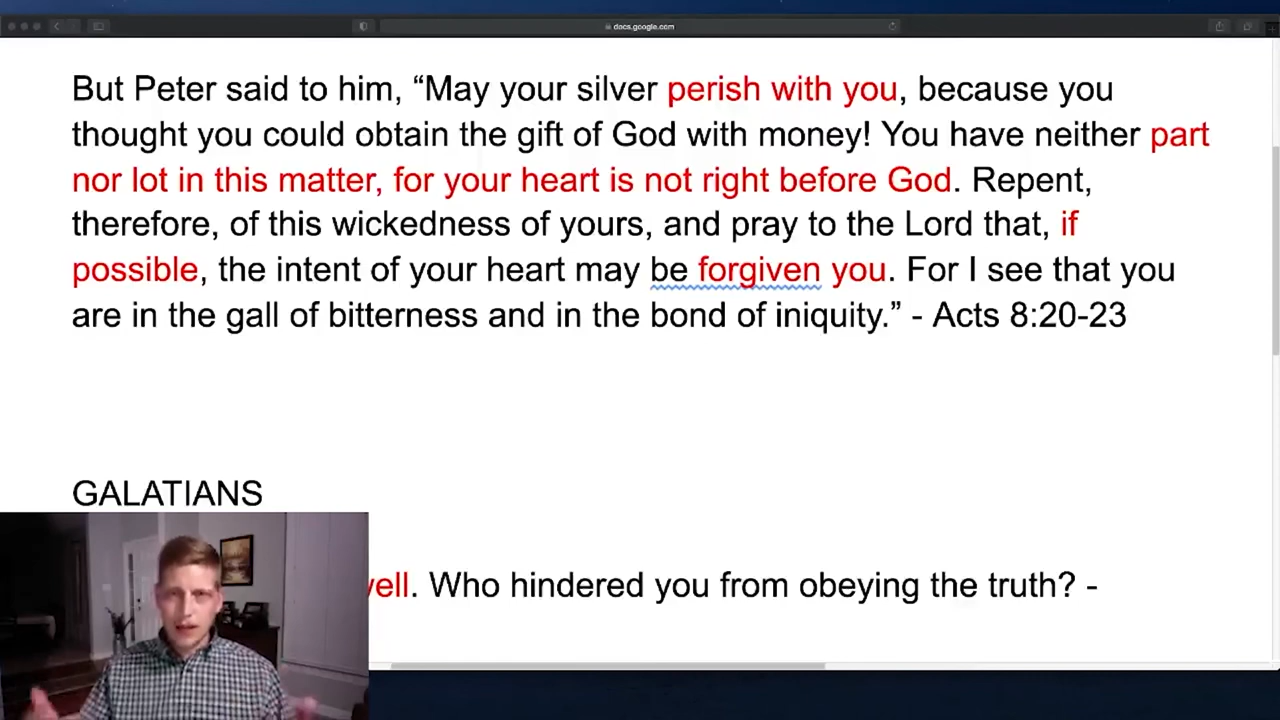 docs.google.com
But Peter said to him, “May your silver perish with you, because you
thought you could obtain the gift of God with money! You have neither part
nor lot in this matter, for your heart is not right before God. Repent,
therefore, of this wickedness of yours, and pray to the Lord that, if
possible, the intent of your heart may be forgiven you. For I see that you
are in the gall of bitterness and in the bond of iniquity.” - Acts 8:20-23
GALATIANS
. Who hindered you from obeying the truth? -